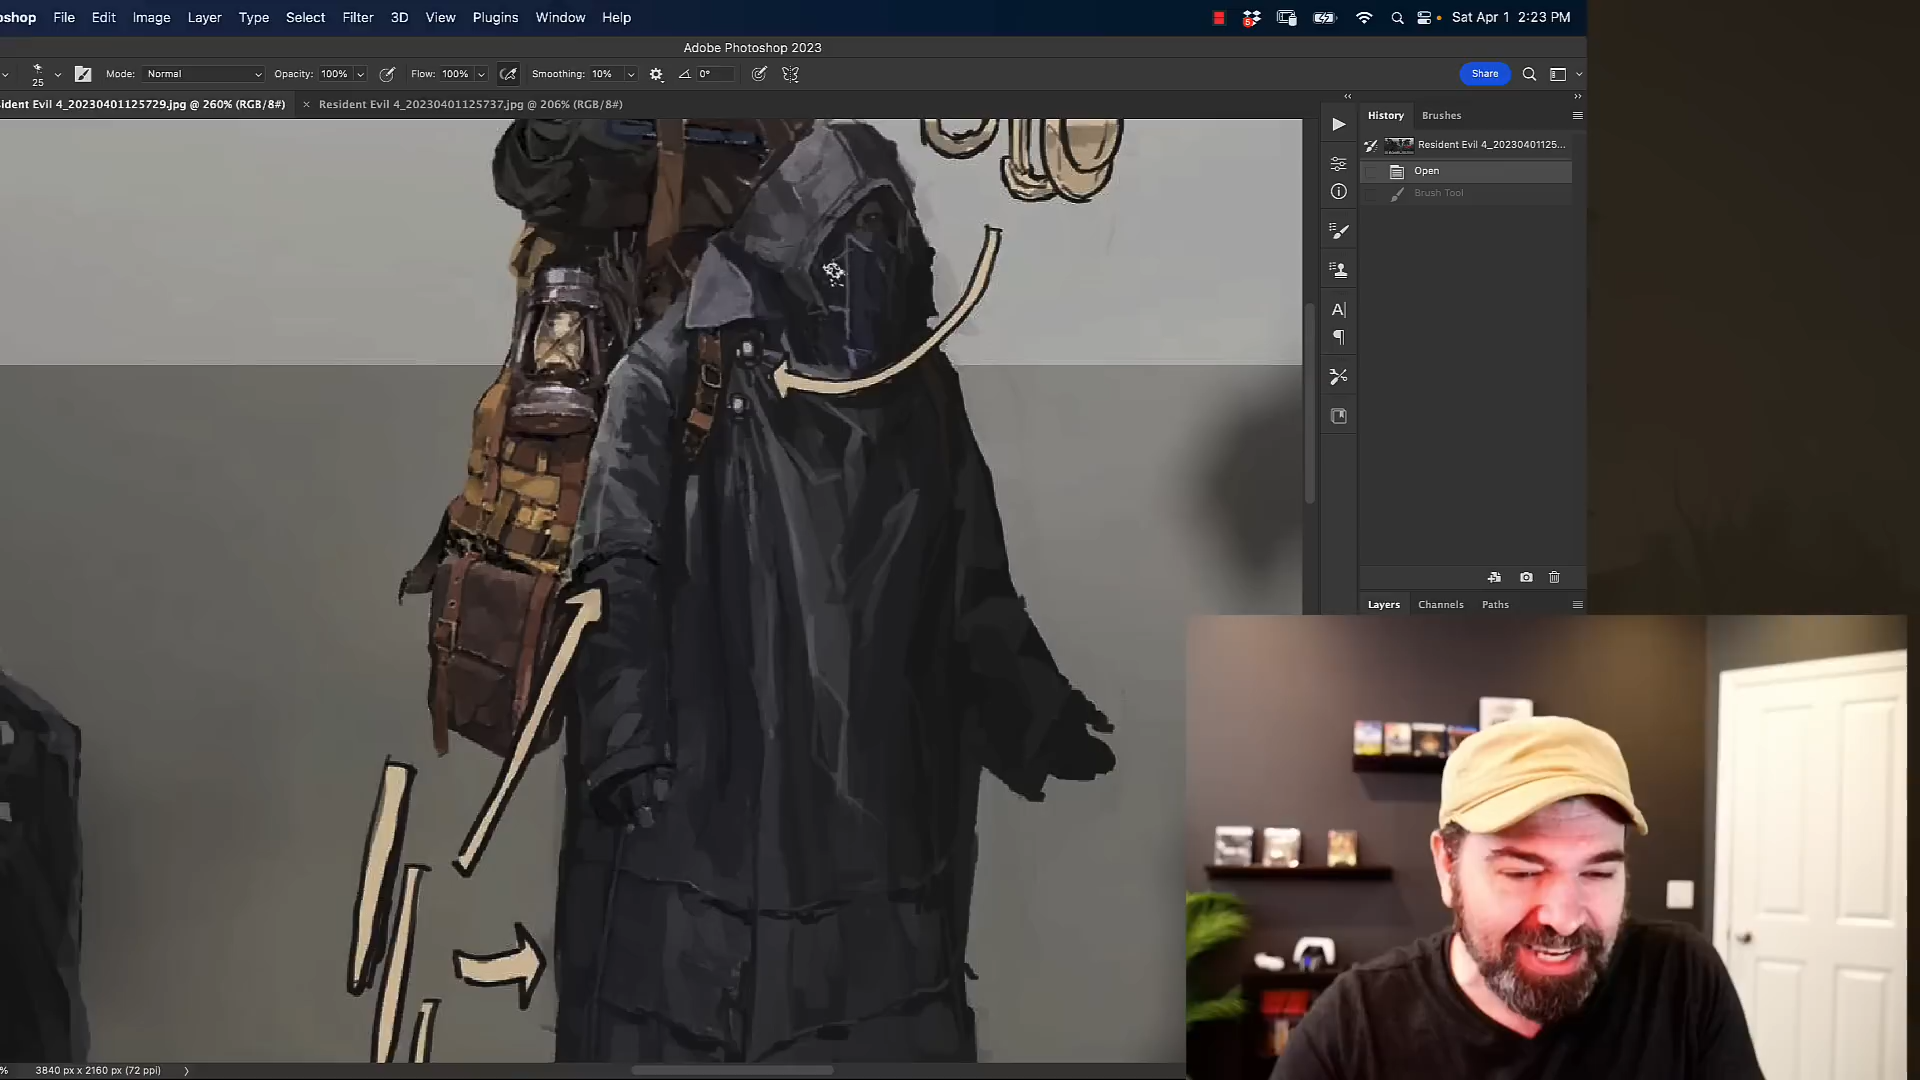 oshop File Edit Image Layer Type Select Filter 3D View Plugins Window Help Sat Apr 1 2:23 PM
Adobe Photoshop 2023
25 Mode: Normal Opacity: 100% Flow: 100% Smoothing: 10% 0° Share
ident Evil 4_20230401125729.jpg @ 260% (RGB/8#) × Resident Evil 4_20230401125737.jpg @ 206% (RGB/8#)
History Brushes
Resident Evil 4_20230401125...
Open
Brush Tool
Layers Channels Paths
% 3840 px x 2160 px (72 ppi)